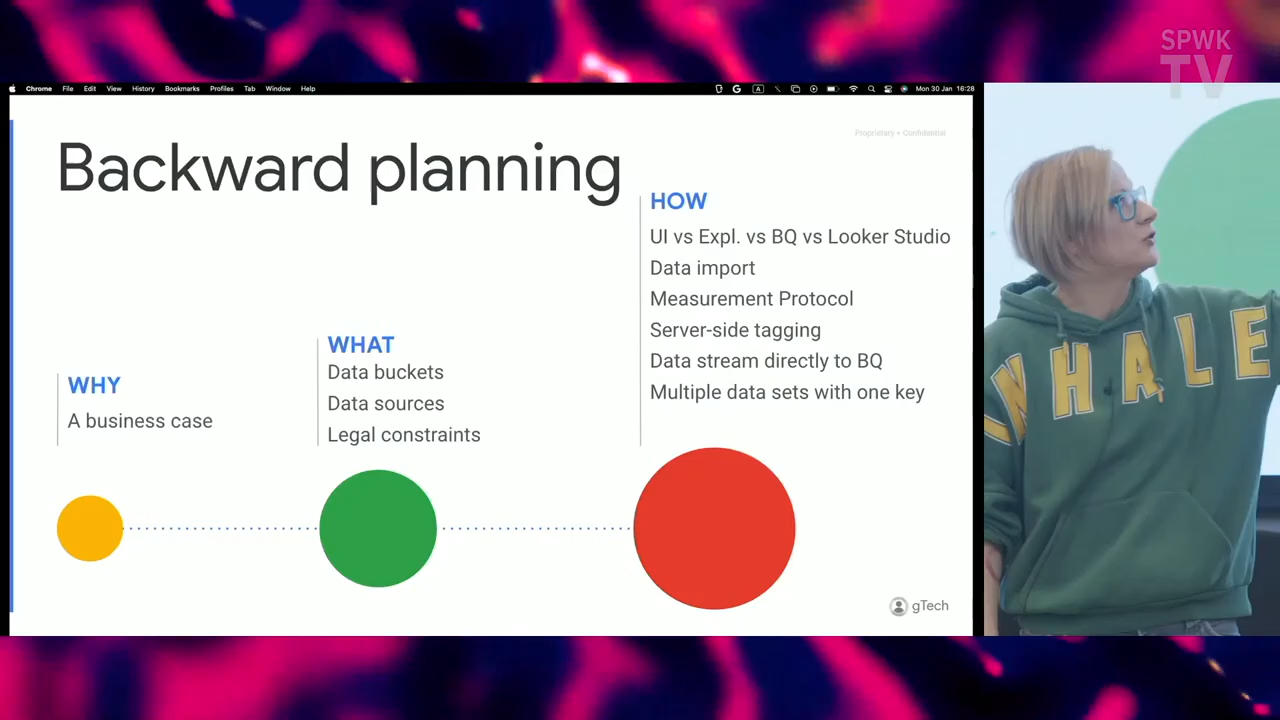 SPWK
TV
Chrome File Edit View History Bookmarks Profiles Tab Window Help
Mon 30 Jan 16:28
Proprietary + Confidential
Backward planning
WHY
A business case
WHAT
Data buckets
Data sources
Legal constraints
HOW
UI vs Expl. vs BQ vs Looker Studio
Data import
Measurement Protocol
Server-side tagging
Data stream directly to BQ
Multiple data sets with one key
gTech
WHALE